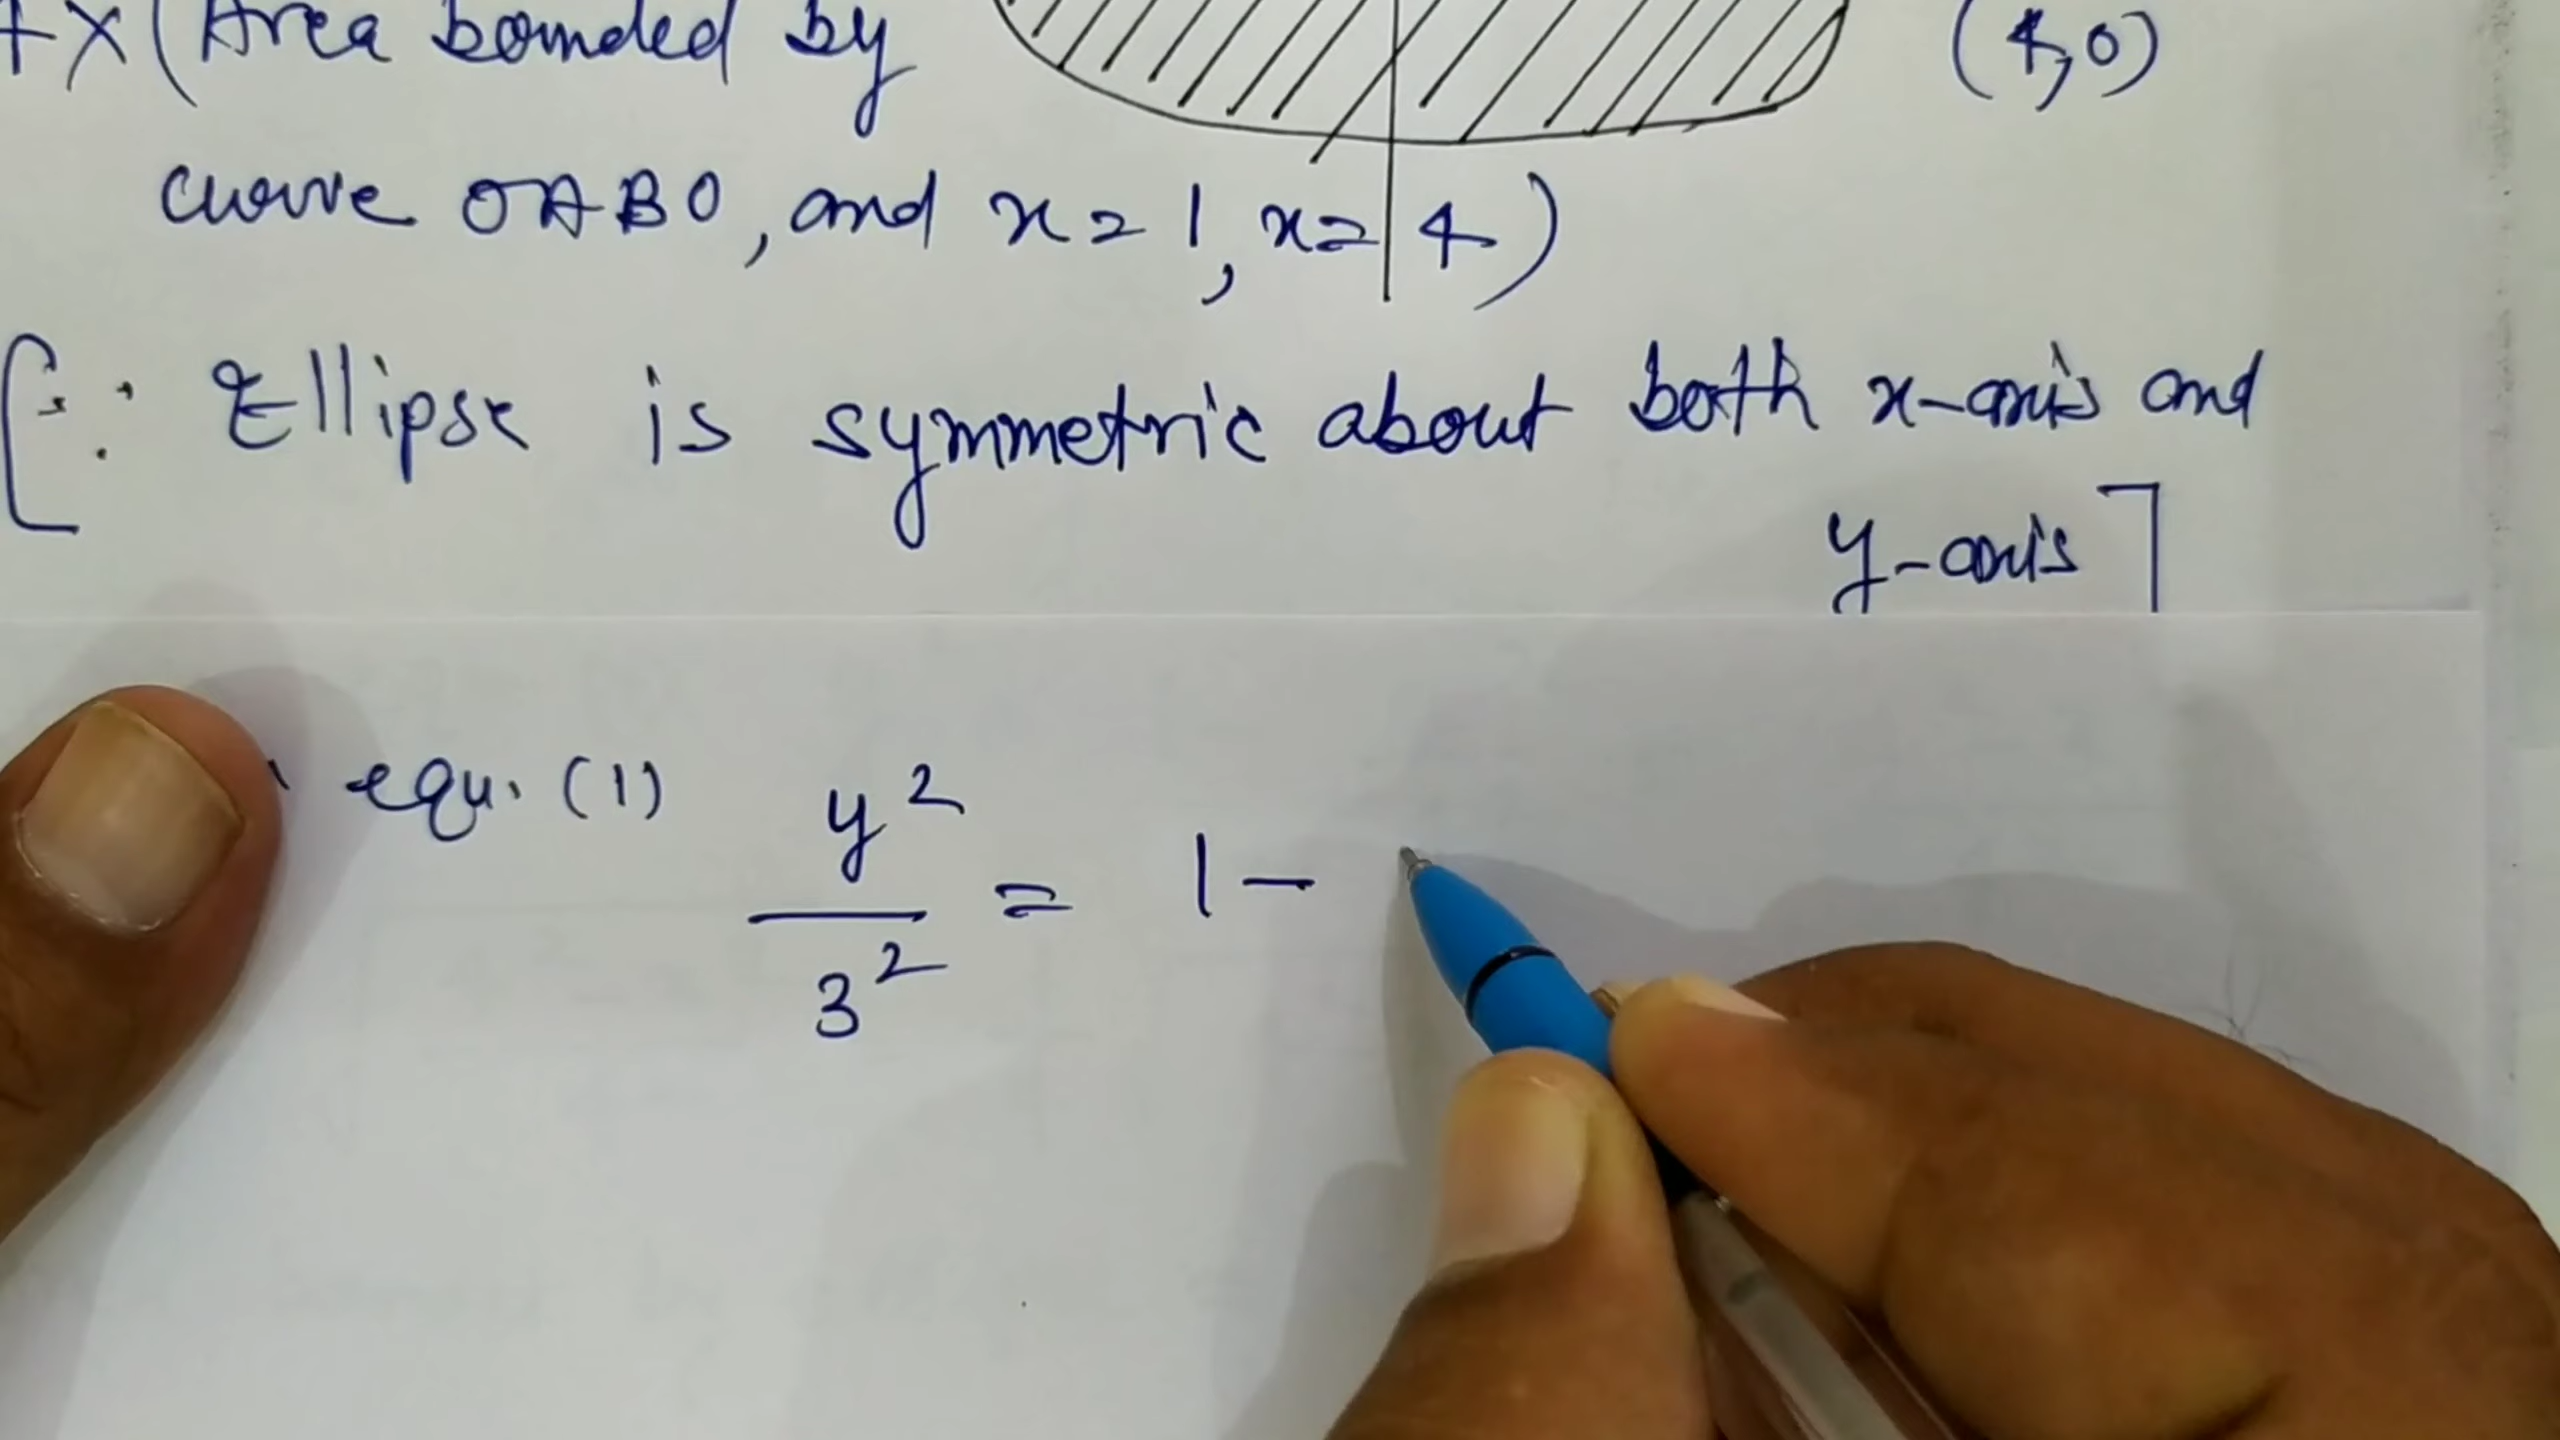 4 × (Area bounded by
(4,0)
curve OABO, and x = 1, x = 4)
[∵ Ellipse is symmetric about both x-axis and
y-axis]
equ. (1) y² / 3² = 1 -